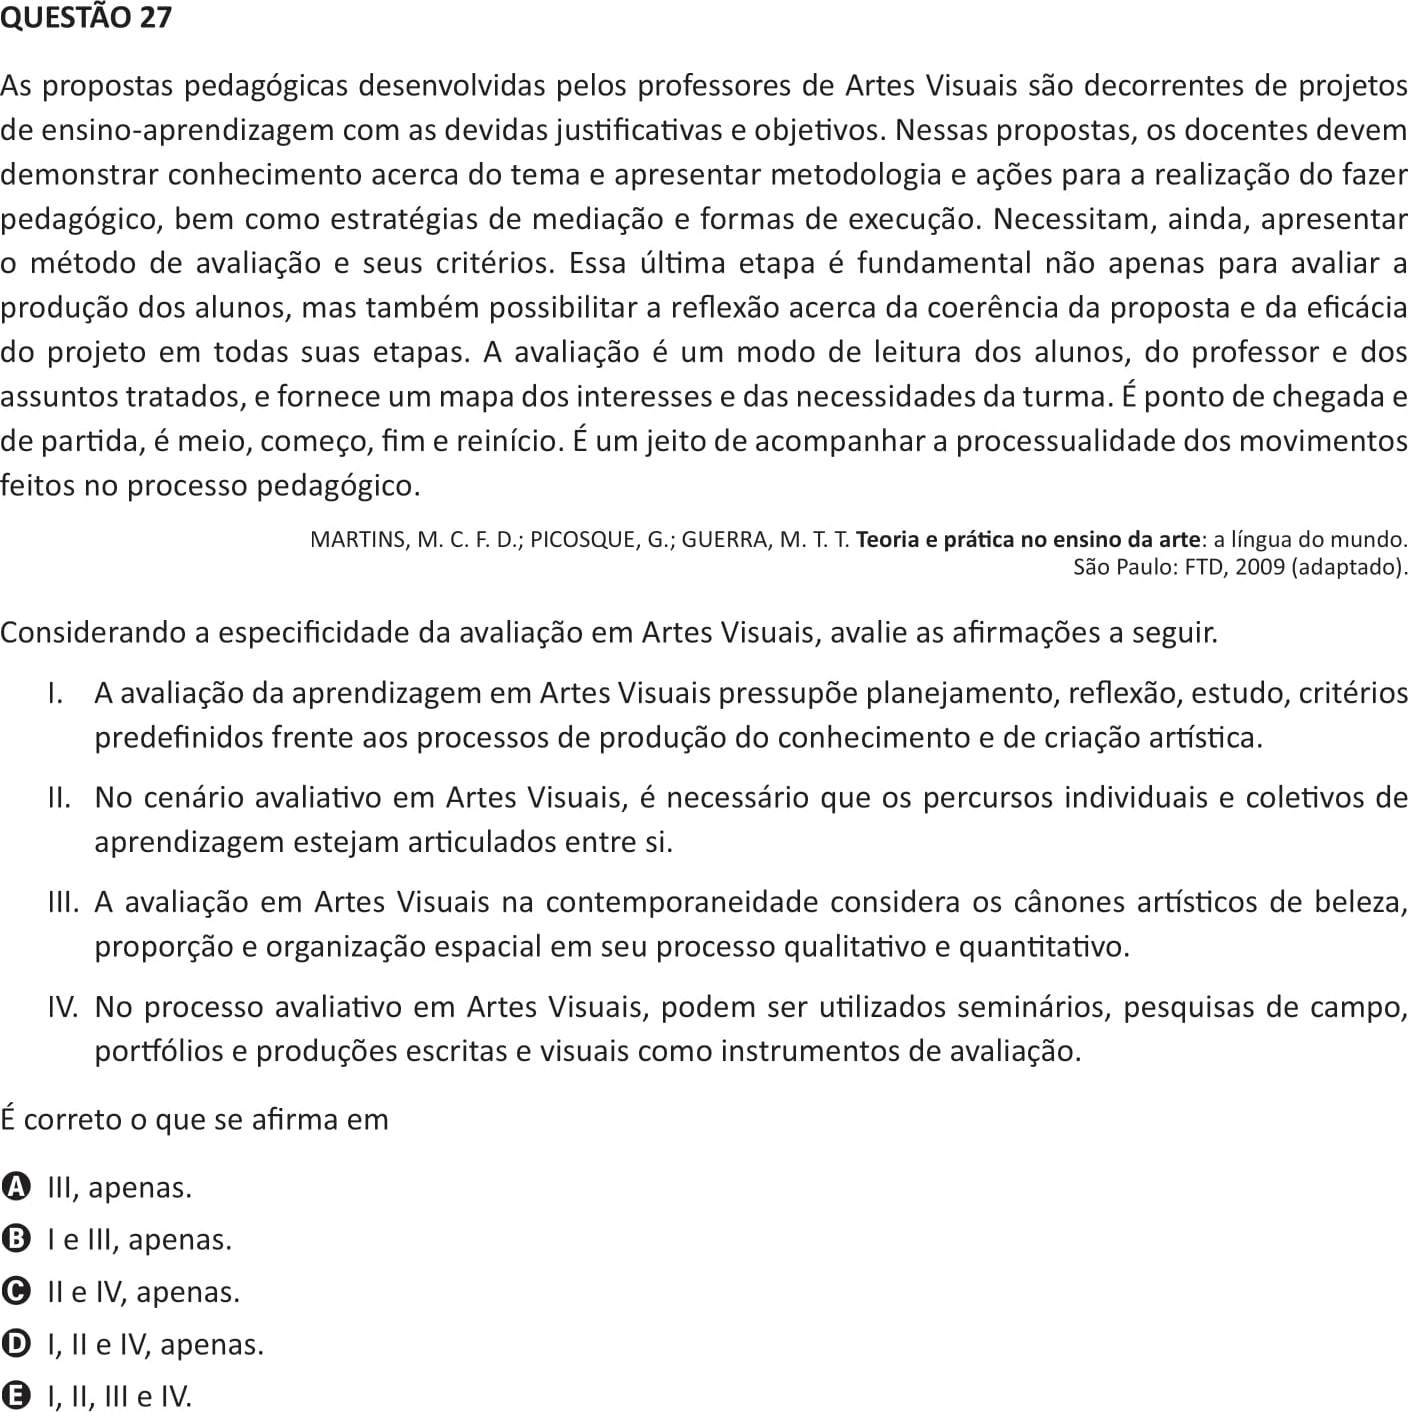 QUESTÃO 27
As propostas pedagógicas desenvolvidas pelos professores de Artes Visuais são decorrentes de projetos
de ensino-aprendizagem com as devidas justificativas e objetivos. Nessas propostas, os docentes devem
demonstrar conhecimento acerca do tema e apresentar metodologia e ações para a realização do fazer
pedagógico, bem como estratégias de mediação e formas de execução. Necessitam, ainda, apresentar
o método de avaliação e seus critérios. Essa última etapa é fundamental não apenas para avaliar a
produção dos alunos, mas também possibilitar a reflexão acerca da coerência da proposta e da eficácia
do projeto em todas suas etapas. A avaliação é um modo de leitura dos alunos, do professor e dos
assuntos tratados, e fornece um mapa dos interesses e das necessidades da turma. É ponto de chegada e
de partida, é meio, começo, fim e reinício. É um jeito de acompanhar a processualidade dos movimentos
feitos no processo pedagógico.
MARTINS, M. C. F. D.; PICOSQUE, G.; GUERRA, M. T. T. Teoria e prática no ensino da arte: a língua do mundo.
São Paulo: FTD, 2009 (adaptado).
Considerando a especificidade da avaliação em Artes Visuais, avalie as afirmações a seguir.
I. A avaliação da aprendizagem em Artes Visuais pressupõe planejamento, reflexão, estudo, critérios
predefinidos frente aos processos de produção do conhecimento e de criação artística.
II. No cenário avaliativo em Artes Visuais, é necessário que os percursos individuais e coletivos de
aprendizagem estejam articulados entre si.
III. A avaliação em Artes Visuais na contemporaneidade considera os cânones artísticos de beleza,
proporção e organização espacial em seu processo qualitativo e quantitativo.
IV. No processo avaliativo em Artes Visuais, podem ser utilizados seminários, pesquisas de campo,
portfólios e produções escritas e visuais como instrumentos de avaliação.
É correto o que se afirma em
A III, apenas.
B I e III, apenas.
C II e IV, apenas.
D I, II e IV, apenas.
E I, II, III e IV.